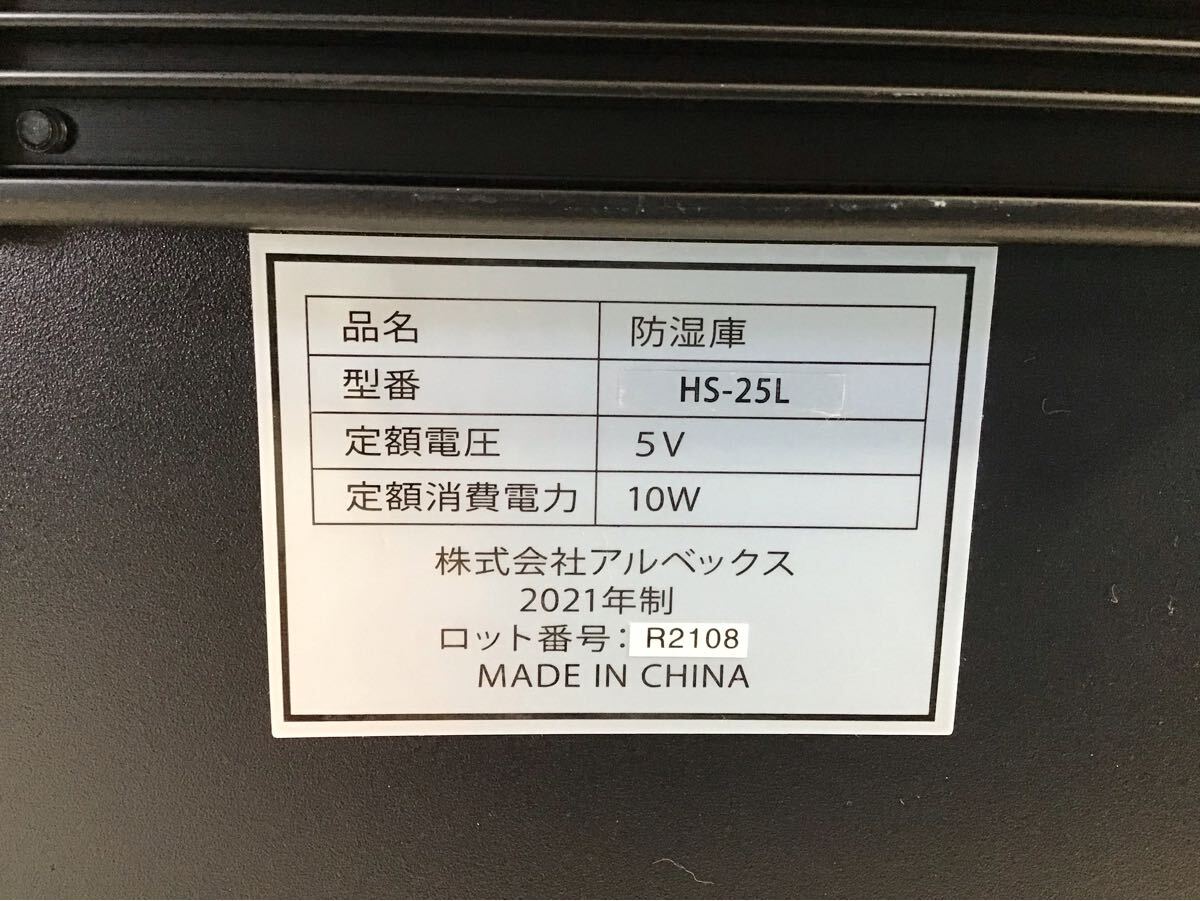 品名 防湿庫
型番 HS-25L
定額電圧 5V
定額消費電力 10W
株式会社アルベックス
2021年制
ロット番号: R2108
MADE IN CHINA